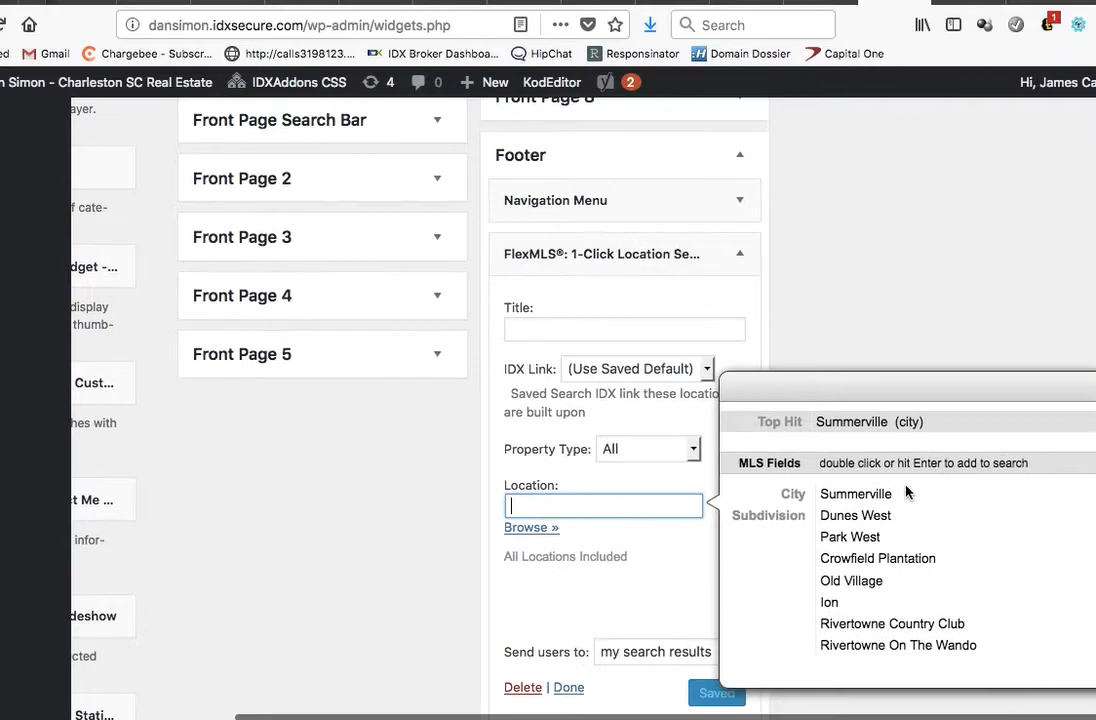 dansimon.idxsecure.com/wp-admin/widgets.php
Search
Gmail
Chargebee - Subscr...
http://calls3198123...
IDX Broker Dashboa...
HipChat
Responsinator
Domain Dossier
Capital One
n Simon - Charleston SC Real Estate
IDXAddons CSS
4
0
New
KodEditor
2
Hi, James Ca
1
ayer.
of cate-
dget -...
display
thumb-
Cust...
hes with
t Me ...
infor-
deshow
cted
Stati...
Front Page Search Bar
Front Page 2
Front Page 3
Front Page 4
Front Page 5
Front Page 6
Footer
Navigation Menu
FlexMLS®: 1-Click Location Se...
Title:
IDX Link: (Use Saved Default)
Saved Search IDX link these locatio
are built upon
Property Type: All
Location:
Browse »
All Locations Included
Send users to: my search results
Delete | Done
Saved
Top Hit Summerville (city)
MLS Fields double click or hit Enter to add to search
City Summerville
Subdivision Dunes West
Park West
Crowfield Plantation
Old Village
Ion
Rivertowne Country Club
Rivertowne On The Wando